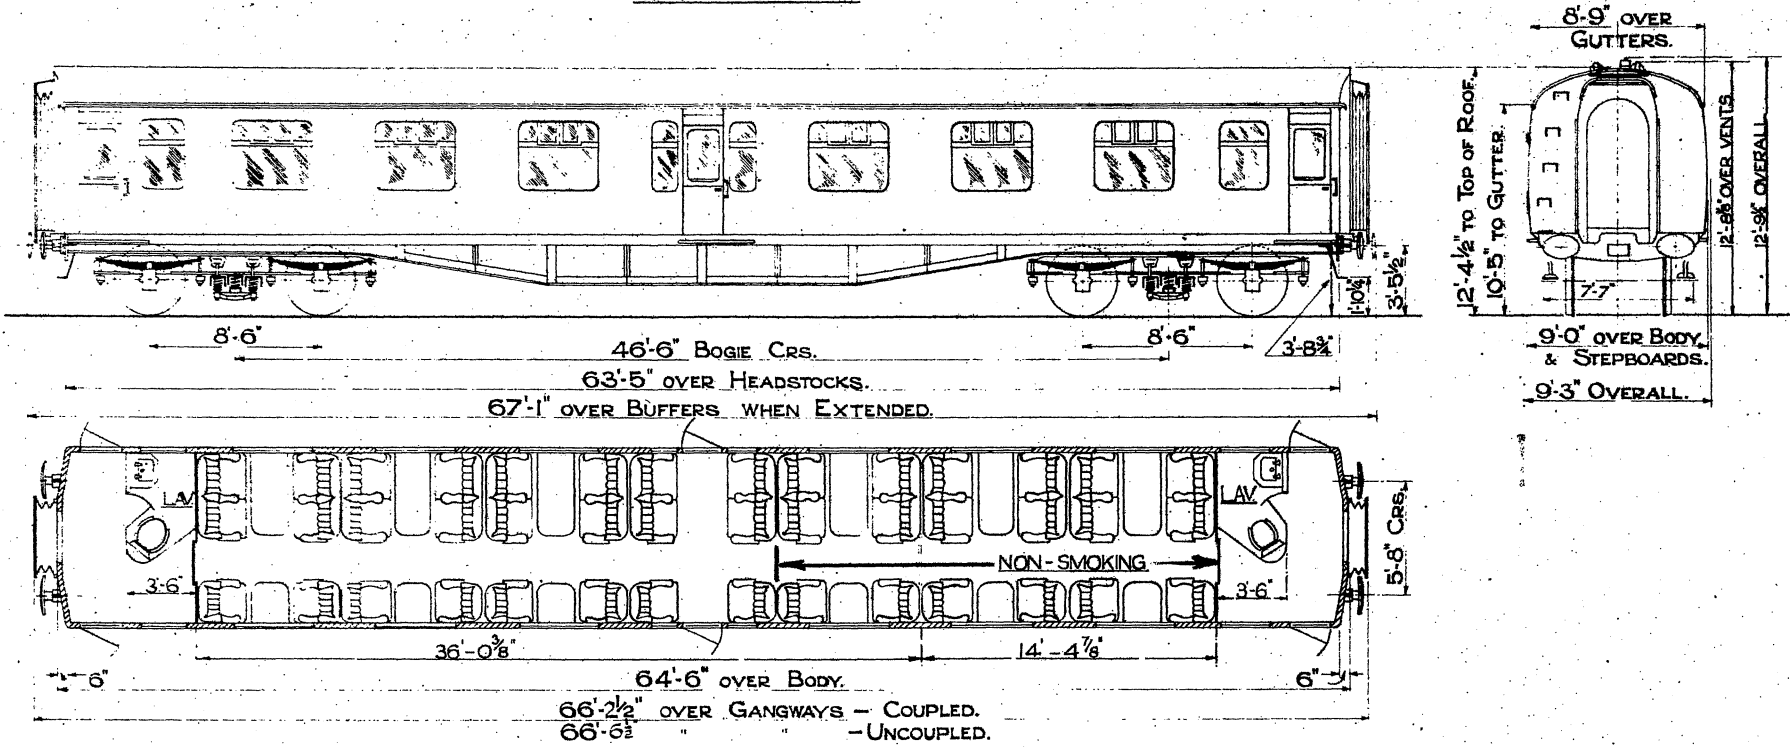 8'-9" OVER
GUTTERS.
12'-4½" TO TOP OF ROOF.
10'-5" TO GUTTER.
12'-8⅝" OVER VENTS
12'-9½" OVERALL.
1'-10¼"
3'-5½"
7'-7"
8'-6"
46'-6" BOGIE CRS.
8'-6"
3'-8¾"
9'-0" OVER BODY
& STEPBOARDS.
63'-5" OVER HEADSTOCKS.
9'-3" OVERALL.
67'-1" OVER BUFFERS WHEN EXTENDED.
LAV.
LAV.
5'-8" CRS.
NON-SMOKING
3'-6"
3'-6"
36'-0⅜"
14'-4⅞"
6"
64'-6" OVER BODY.
6"
66'-2½" OVER GANGWAYS – COUPLED.
66'-6½" " " – UNCOUPLED.